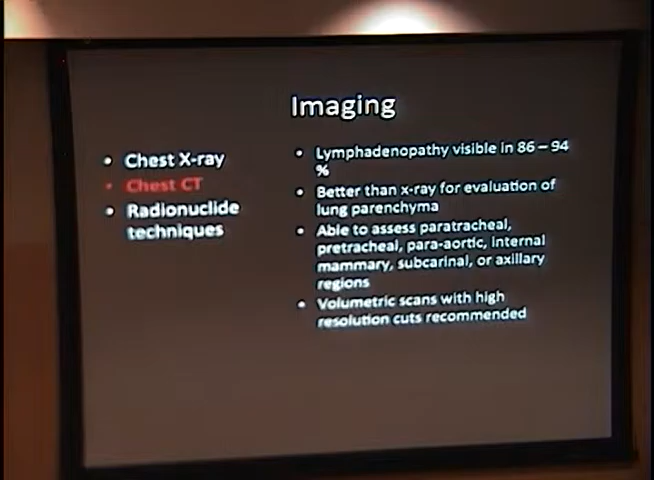 Imaging
• Chest X-ray
• Chest CT
• Radionuclide
techniques
• Lymphadenopathy visible in 86 – 94
%
• Better than x-ray for evaluation of
lung parenchyma
• Able to assess paratracheal,
pretracheal, para-aortic, internal
mammary, subcarinal, or axillary
regions
• Volumetric scans with high
resolution cuts recommended